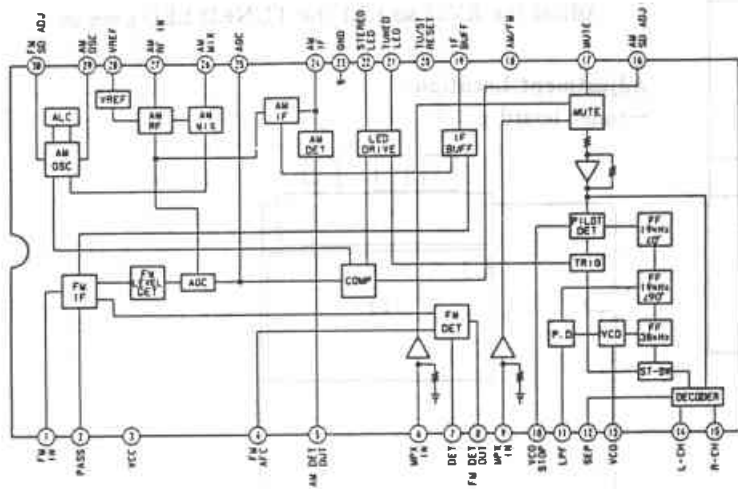 FM SD ADJ
AM OSC
VREF
AM RF IN
AM MIX
AGC
AM IF
GND
STEREO LED
TUNED LED
TU/ST RESET
IF BUFF
AM/FM
MUTE
AM SD ADJ
30
29
28
27
26
25
24
23
22
21
20
19
18
17
16
VREF
ALC
AM OSC
AM RF
AM MIX
AM IF
AM DET
LED DRIVE
IF BUFF
MUTE
PILOT DET
FF 19kHz ∠0°
TRIG
FM IF
FM LEVEL DET
AGC
COMP
FF 19kHz ∠90°
FM DET
P.D
VCO
FF 38kHz
ST-SW
DECODER
1
2
3
4
5
6
7
8
9
10
11
12
13
14
15
FM IN
PASS
VCC
FM AFC
AM DET OUT
MPX IN
DET
FM DET OUT
MPX IN
VCO STOP
LPF
SEP
VCO
L-CH
R-CH